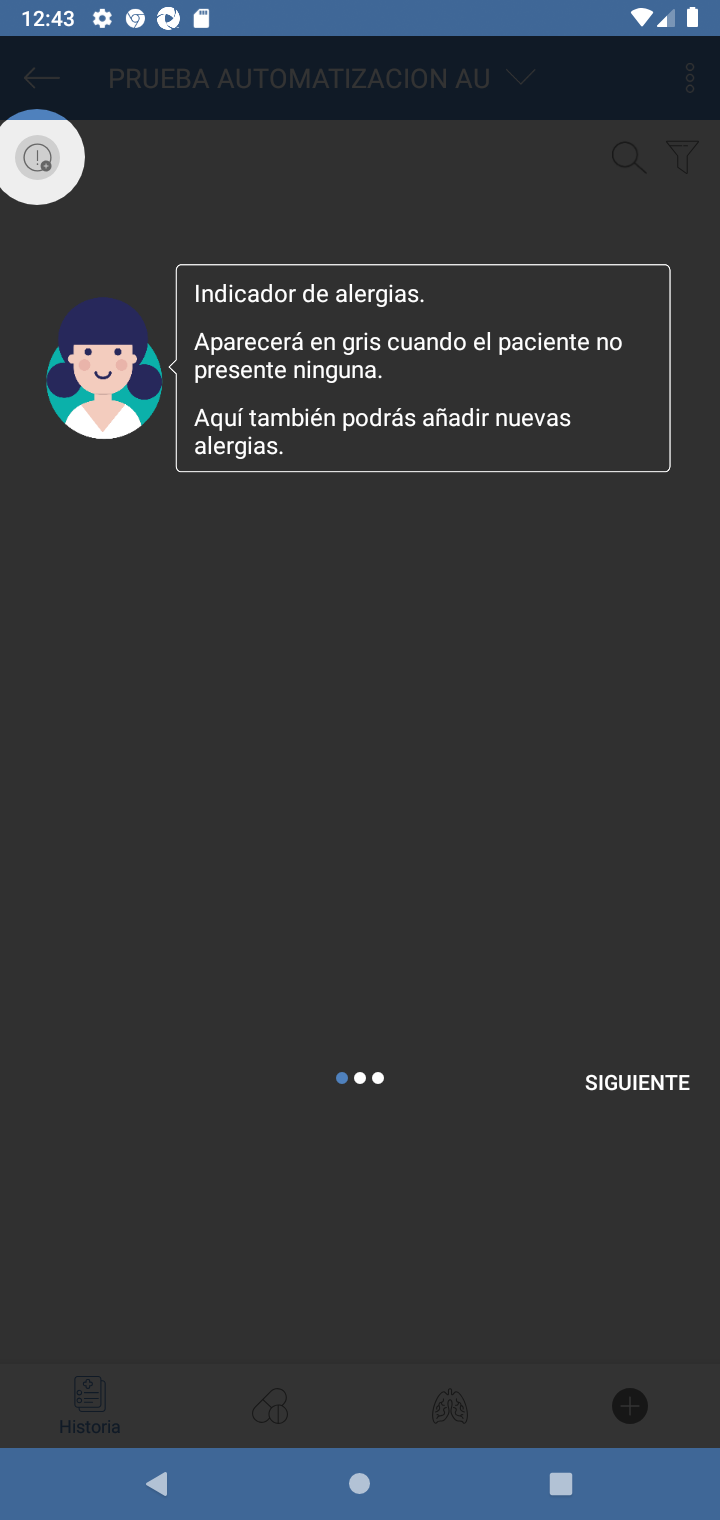 12:43
PRUEBA AUTOMATIZACION AU
Indicador de alergias.
Aparecerá en gris cuando el paciente no
presente ninguna.
Aquí también podrás añadir nuevas
alergias.
SIGUIENTE
Historia